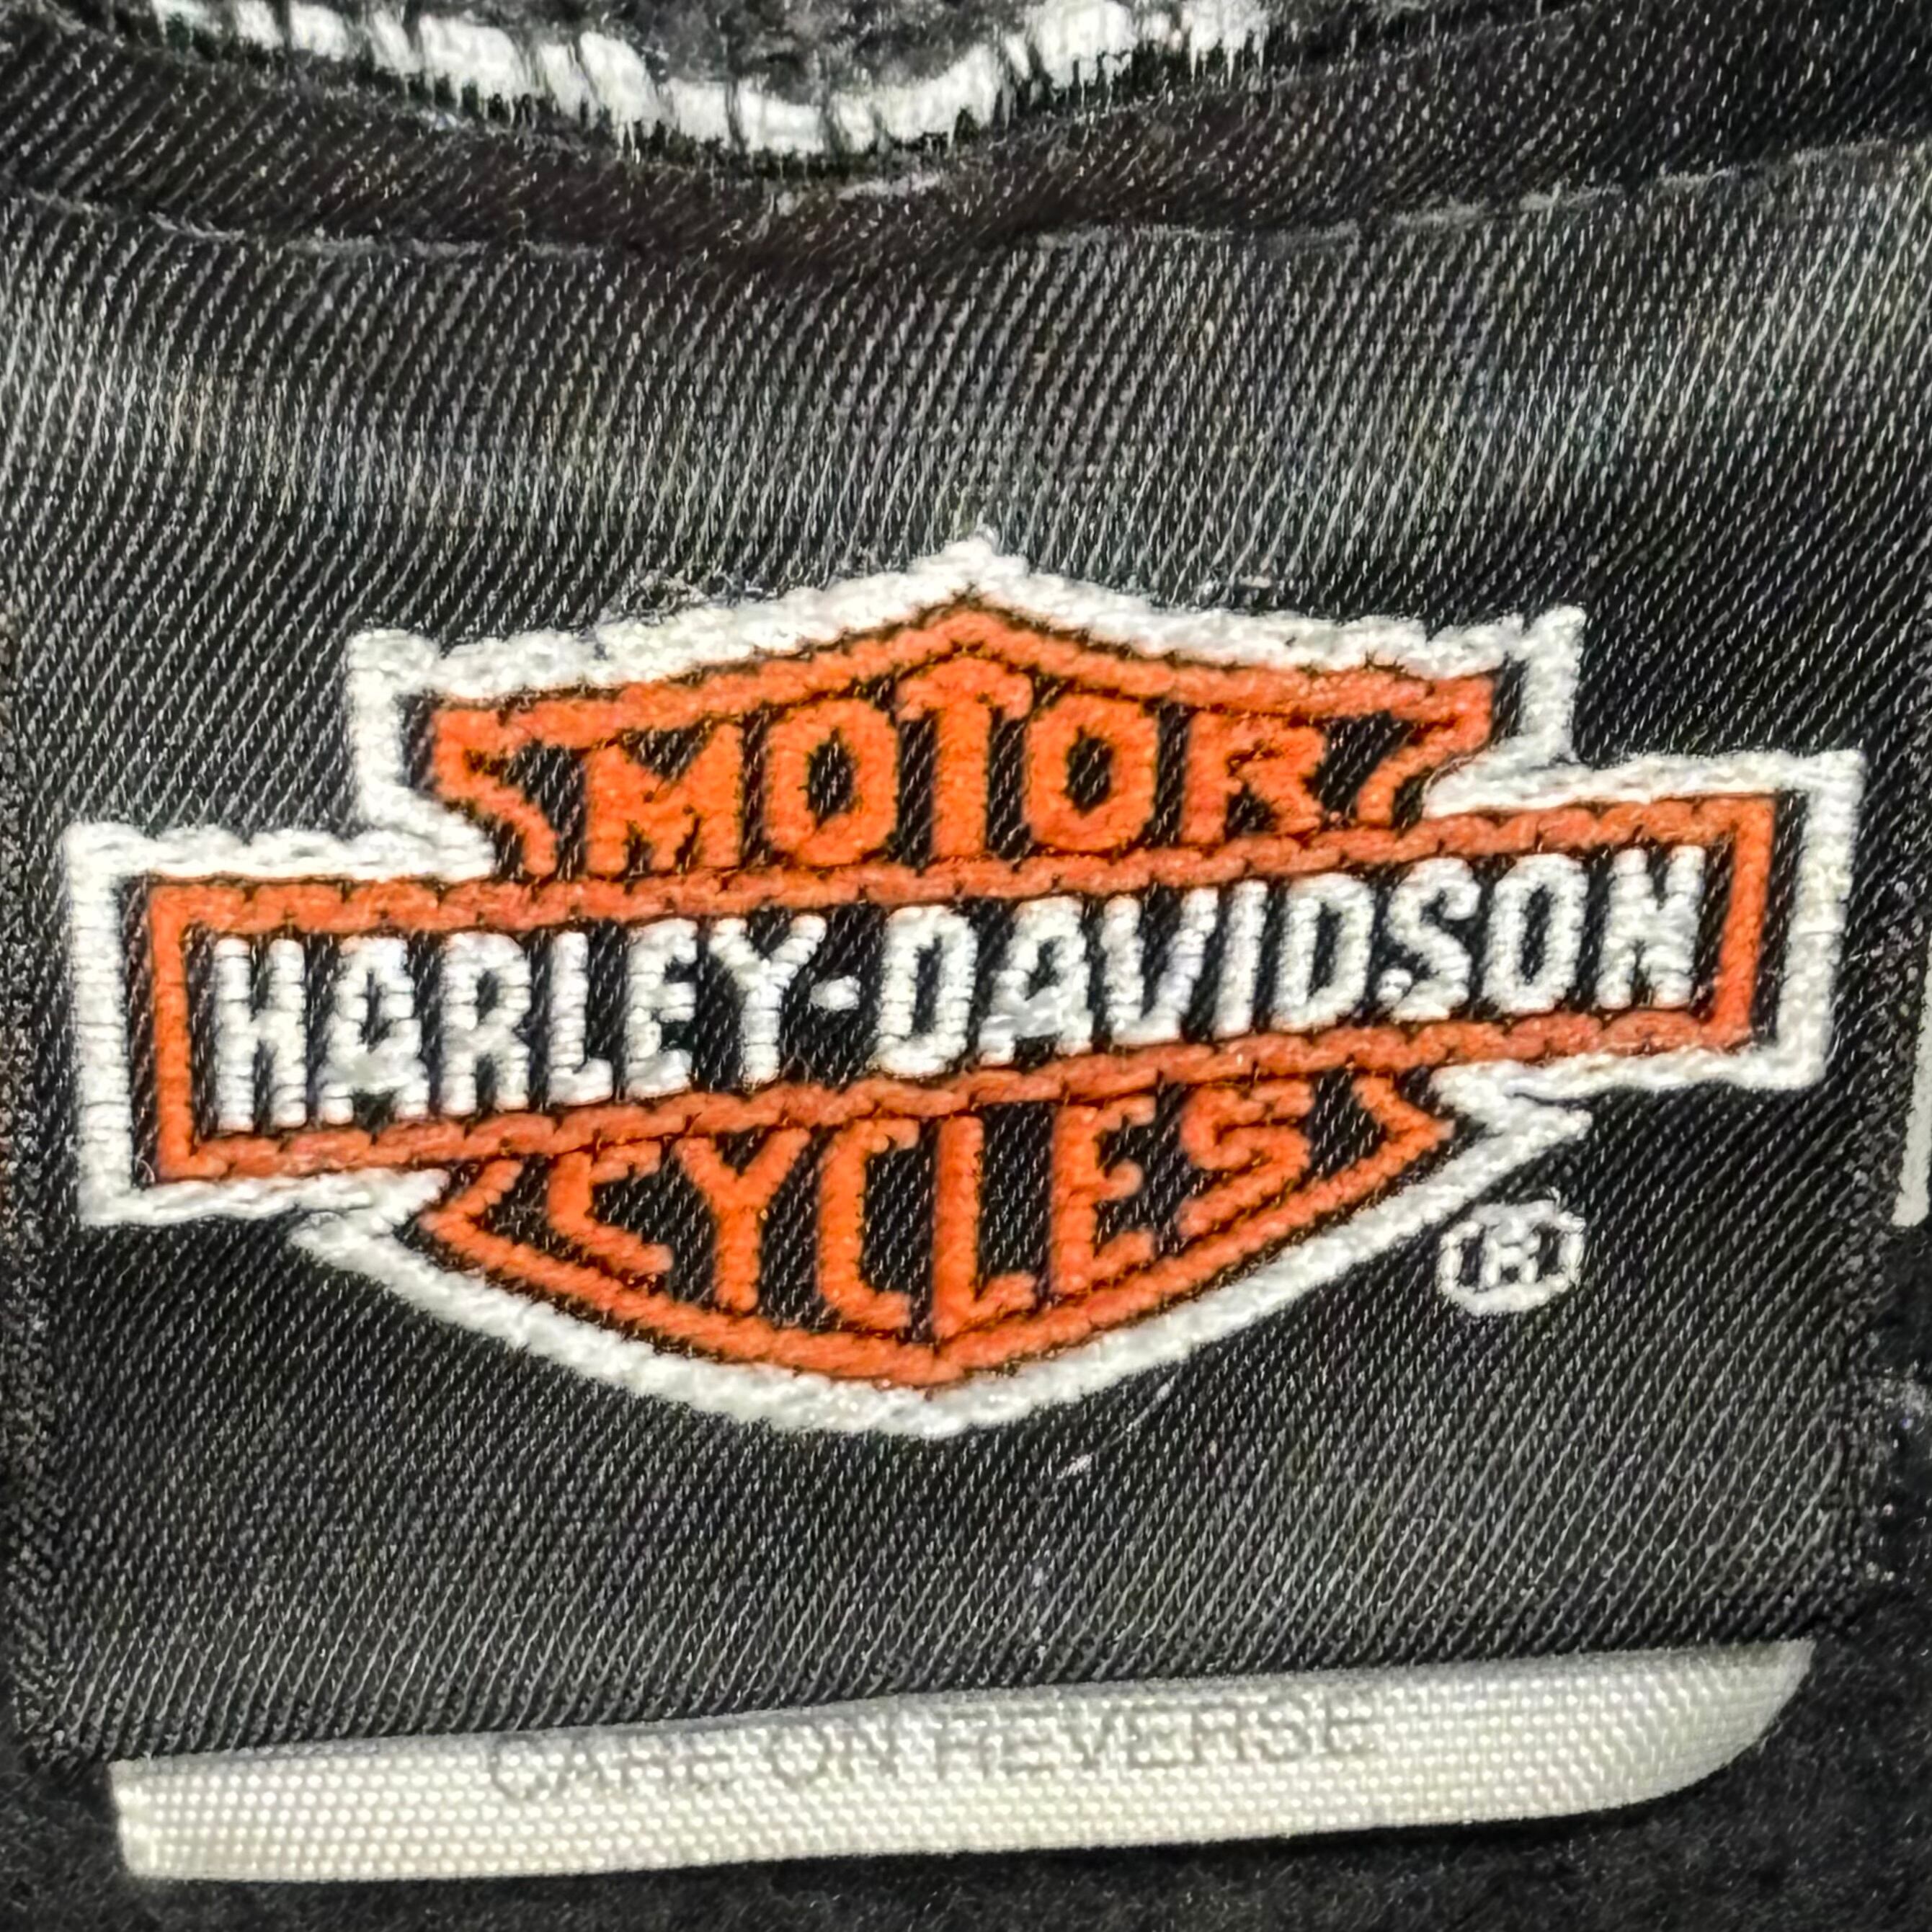 MOTOR
HARLEY-DAVIDSON
CYCLES
®
CARE ON REVERSE